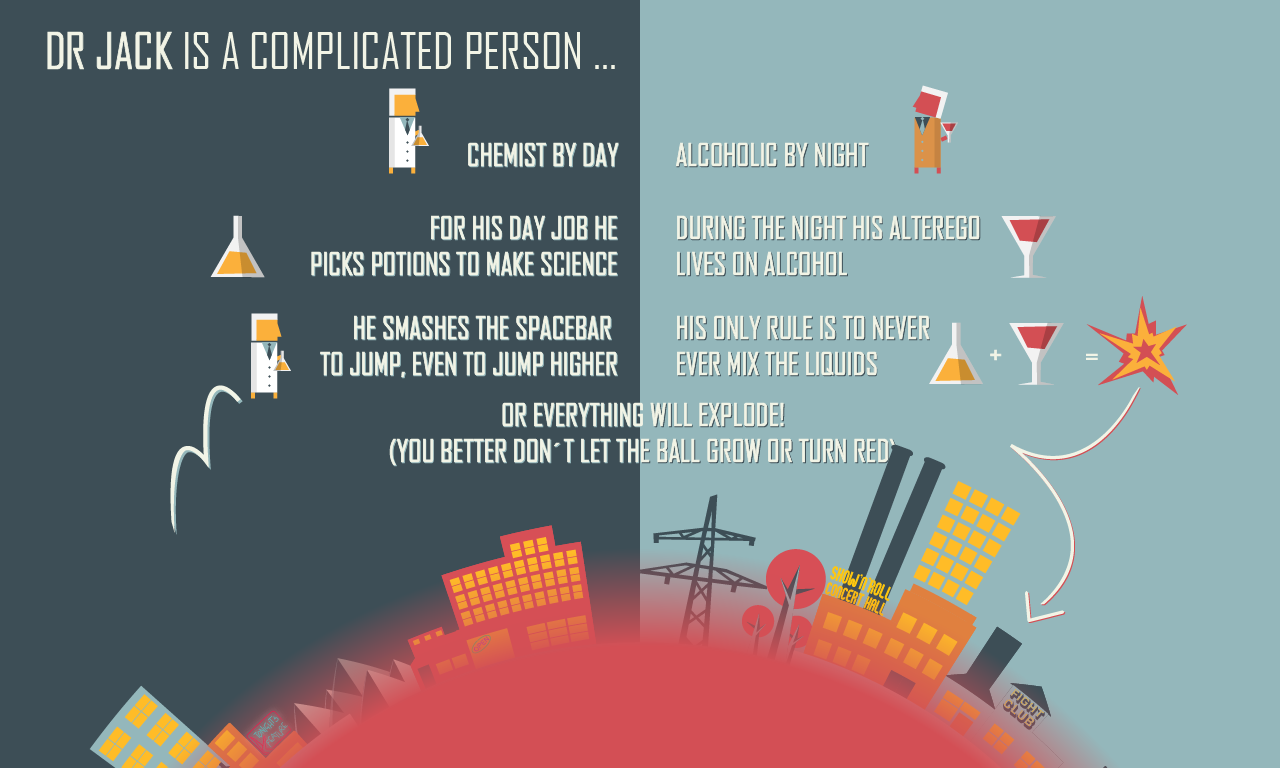 DR JACK IS A COMPLICATED PERSON ...
CHEMIST BY DAY
ALCOHOLIC BY NIGHT
FOR HIS DAY JOB HE
PICKS POTIONS TO MAKE SCIENCE
DURING THE NIGHT HIS ALTEREGO
LIVES ON ALCOHOL
HE SMASHES THE SPACEBAR
TO JUMP, EVEN TO JUMP HIGHER
HIS ONLY RULE IS TO NEVER
EVER MIX THE LIQUIDS
+ =
OR EVERYTHING WILL EXPLODE!
(YOU BETTER DON´T LET THE BALL GROW OR TURN RED)
SHOW'N'ROLL
CONCERT HALL
FIGHT
CLUB